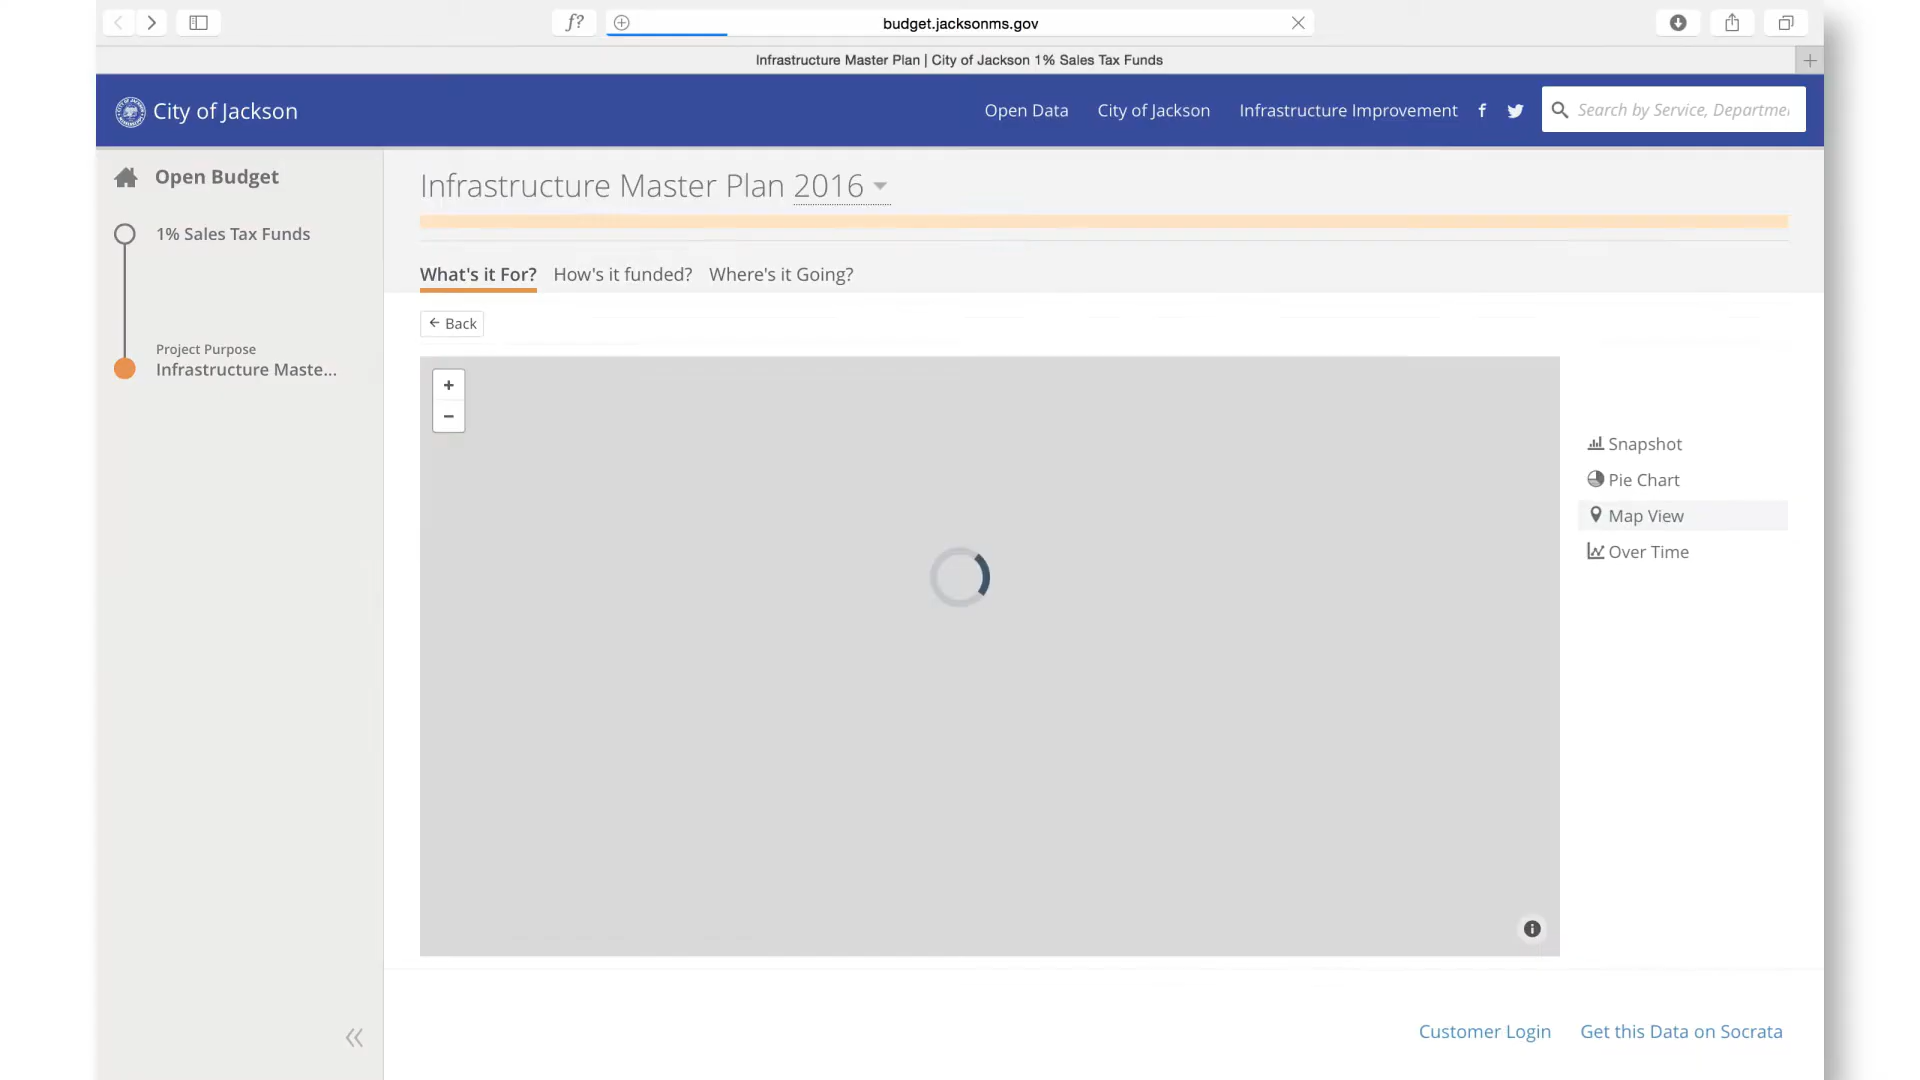 f?
budget.jacksonms.gov
Infrastructure Master Plan | City of Jackson 1% Sales Tax Funds
City of Jackson
Open Data
City of Jackson
Infrastructure Improvement
Search by Service, Departme
Open Budget
1% Sales Tax Funds
Project Purpose
Infrastructure Maste...
Infrastructure Master Plan 2016
What's it For?
How's it funded?
Where's it Going?
Back
+
−
Snapshot
Pie Chart
Map View
Over Time
Customer Login
Get this Data on Socrata